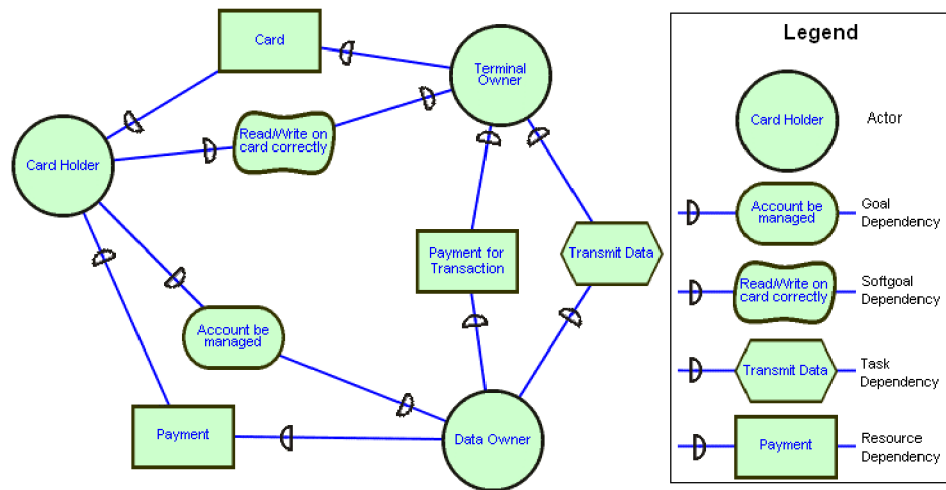 Card
Terminal
Owner
Read/Write on
card correctly
Card Holder
Payment for
Transaction
Transmit Data
Account be
managed
Payment
Data Owner
Legend
Card Holder
Actor
Account be
managed
Goal
Dependency
Read/Write on
card correctly
Softgoal
Dependency
Transmit Data
Task
Dependency
Payment
Resource
Dependency